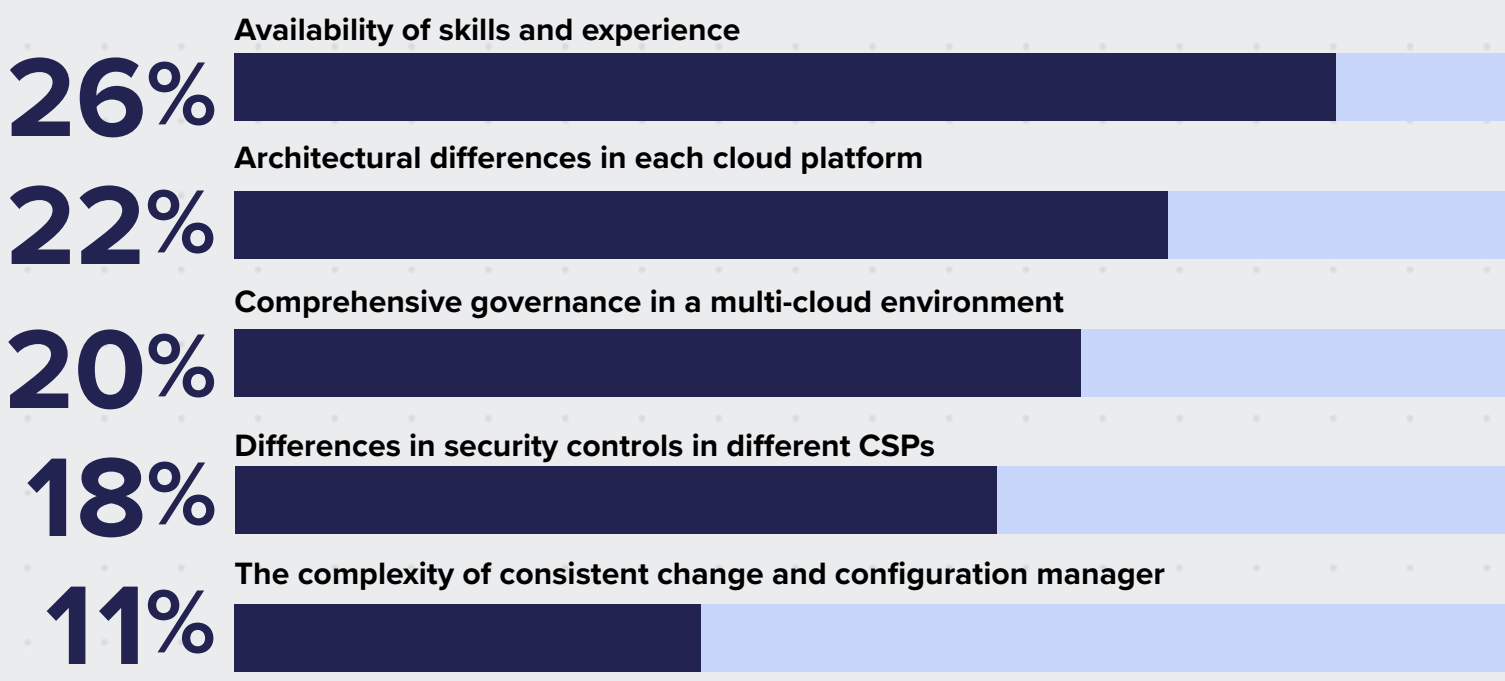 Availability of skills and experience
26%
Architectural differences in each cloud platform
22%
Comprehensive governance in a multi-cloud environment
20%
Differences in security controls in different CSPs
18%
The complexity of consistent change and configuration manager
11%